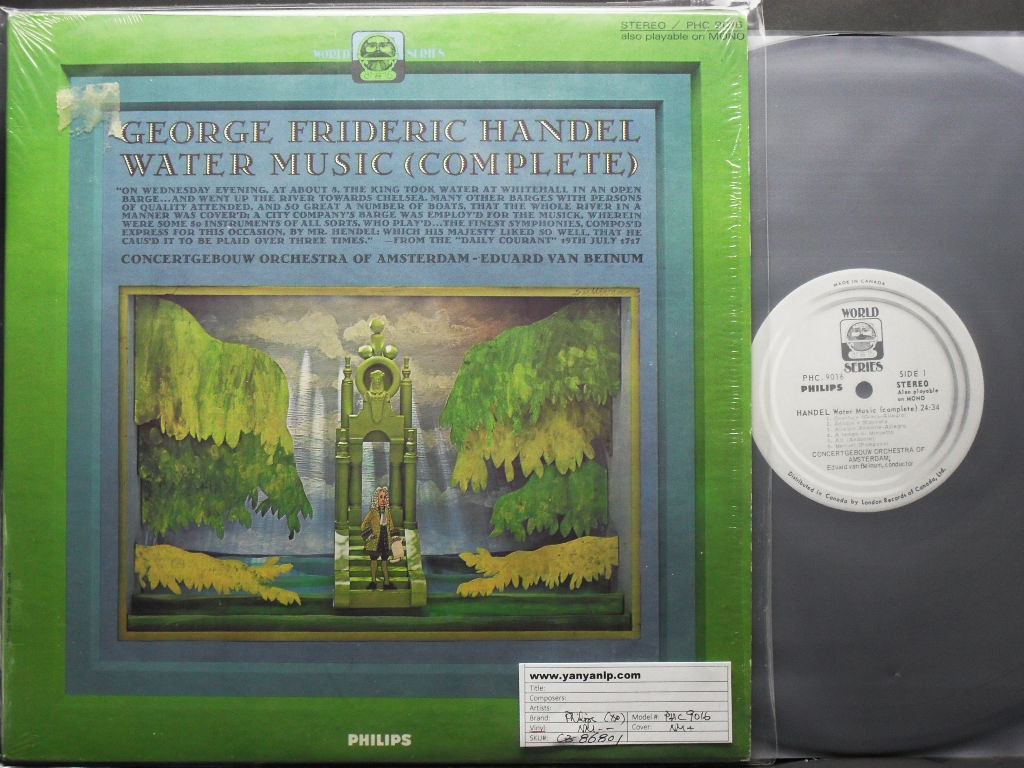 STEREO / PHC 9016
also playable on MONO
WORLD SERIES
GEORGE FRIDERIC HANDEL
WATER MUSIC (COMPLETE)
"ON WEDNESDAY EVENING, AT ABOUT 8, THE KING TOOK WATER AT WHITEHALL IN AN OPEN
BARGE...AND WENT UP THE RIVER TOWARDS CHELSEA. MANY OTHER BARGES WITH PERSONS
OF QUALITY ATTENDED, AND SO GREAT A NUMBER OF BOATS, THAT THE WHOLE RIVER IN A
MANNER WAS COVER'D; A CITY COMPANY'S BARGE WAS EMPLOY'D FOR THE MUSICK, WHEREIN
WERE SOME 50 INSTRUMENTS OF ALL SORTS, WHO PLAY'D...THE FINEST SYMPHONIES, COMPOS'D
EXPRESS FOR THIS OCCASION, BY MR. HENDEL; WHICH HIS MAJESTY LIKED SO WELL, THAT HE
CAUS'D IT TO BE PLAID OVER THREE TIMES." —FROM THE "DAILY COURANT" 19TH JULY 1717
CONCERTGEBOUW ORCHESTRA OF AMSTERDAM-EDUARD VAN BEINUM
PHILIPS
www.yanyanlp.com
Title:
Composers:
Artists:
Brand: Philips Model#: PHC9016
Vinyl: NM-- Cover: NM+
SKU#: C2 86801
MADE IN CANADA
WORLD
SERIES
PHC. 9016
SIDE 1
PHILIPS
STEREO
Also playable
on MONO
HANDEL Water Music (complete) 24:34
CONCERTGEBOUW ORCHESTRA OF
AMSTERDAM;
Eduard van Beinum, conductor
Distributed in Canada by London Records of Canada, Ltd.